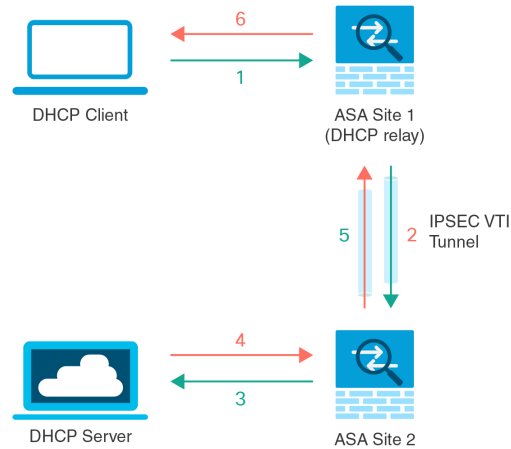 6
1
DHCP Client
ASA Site 1
(DHCP relay)
5
2
IPSEC VTI
Tunnel
4
3
DHCP Server
ASA Site 2